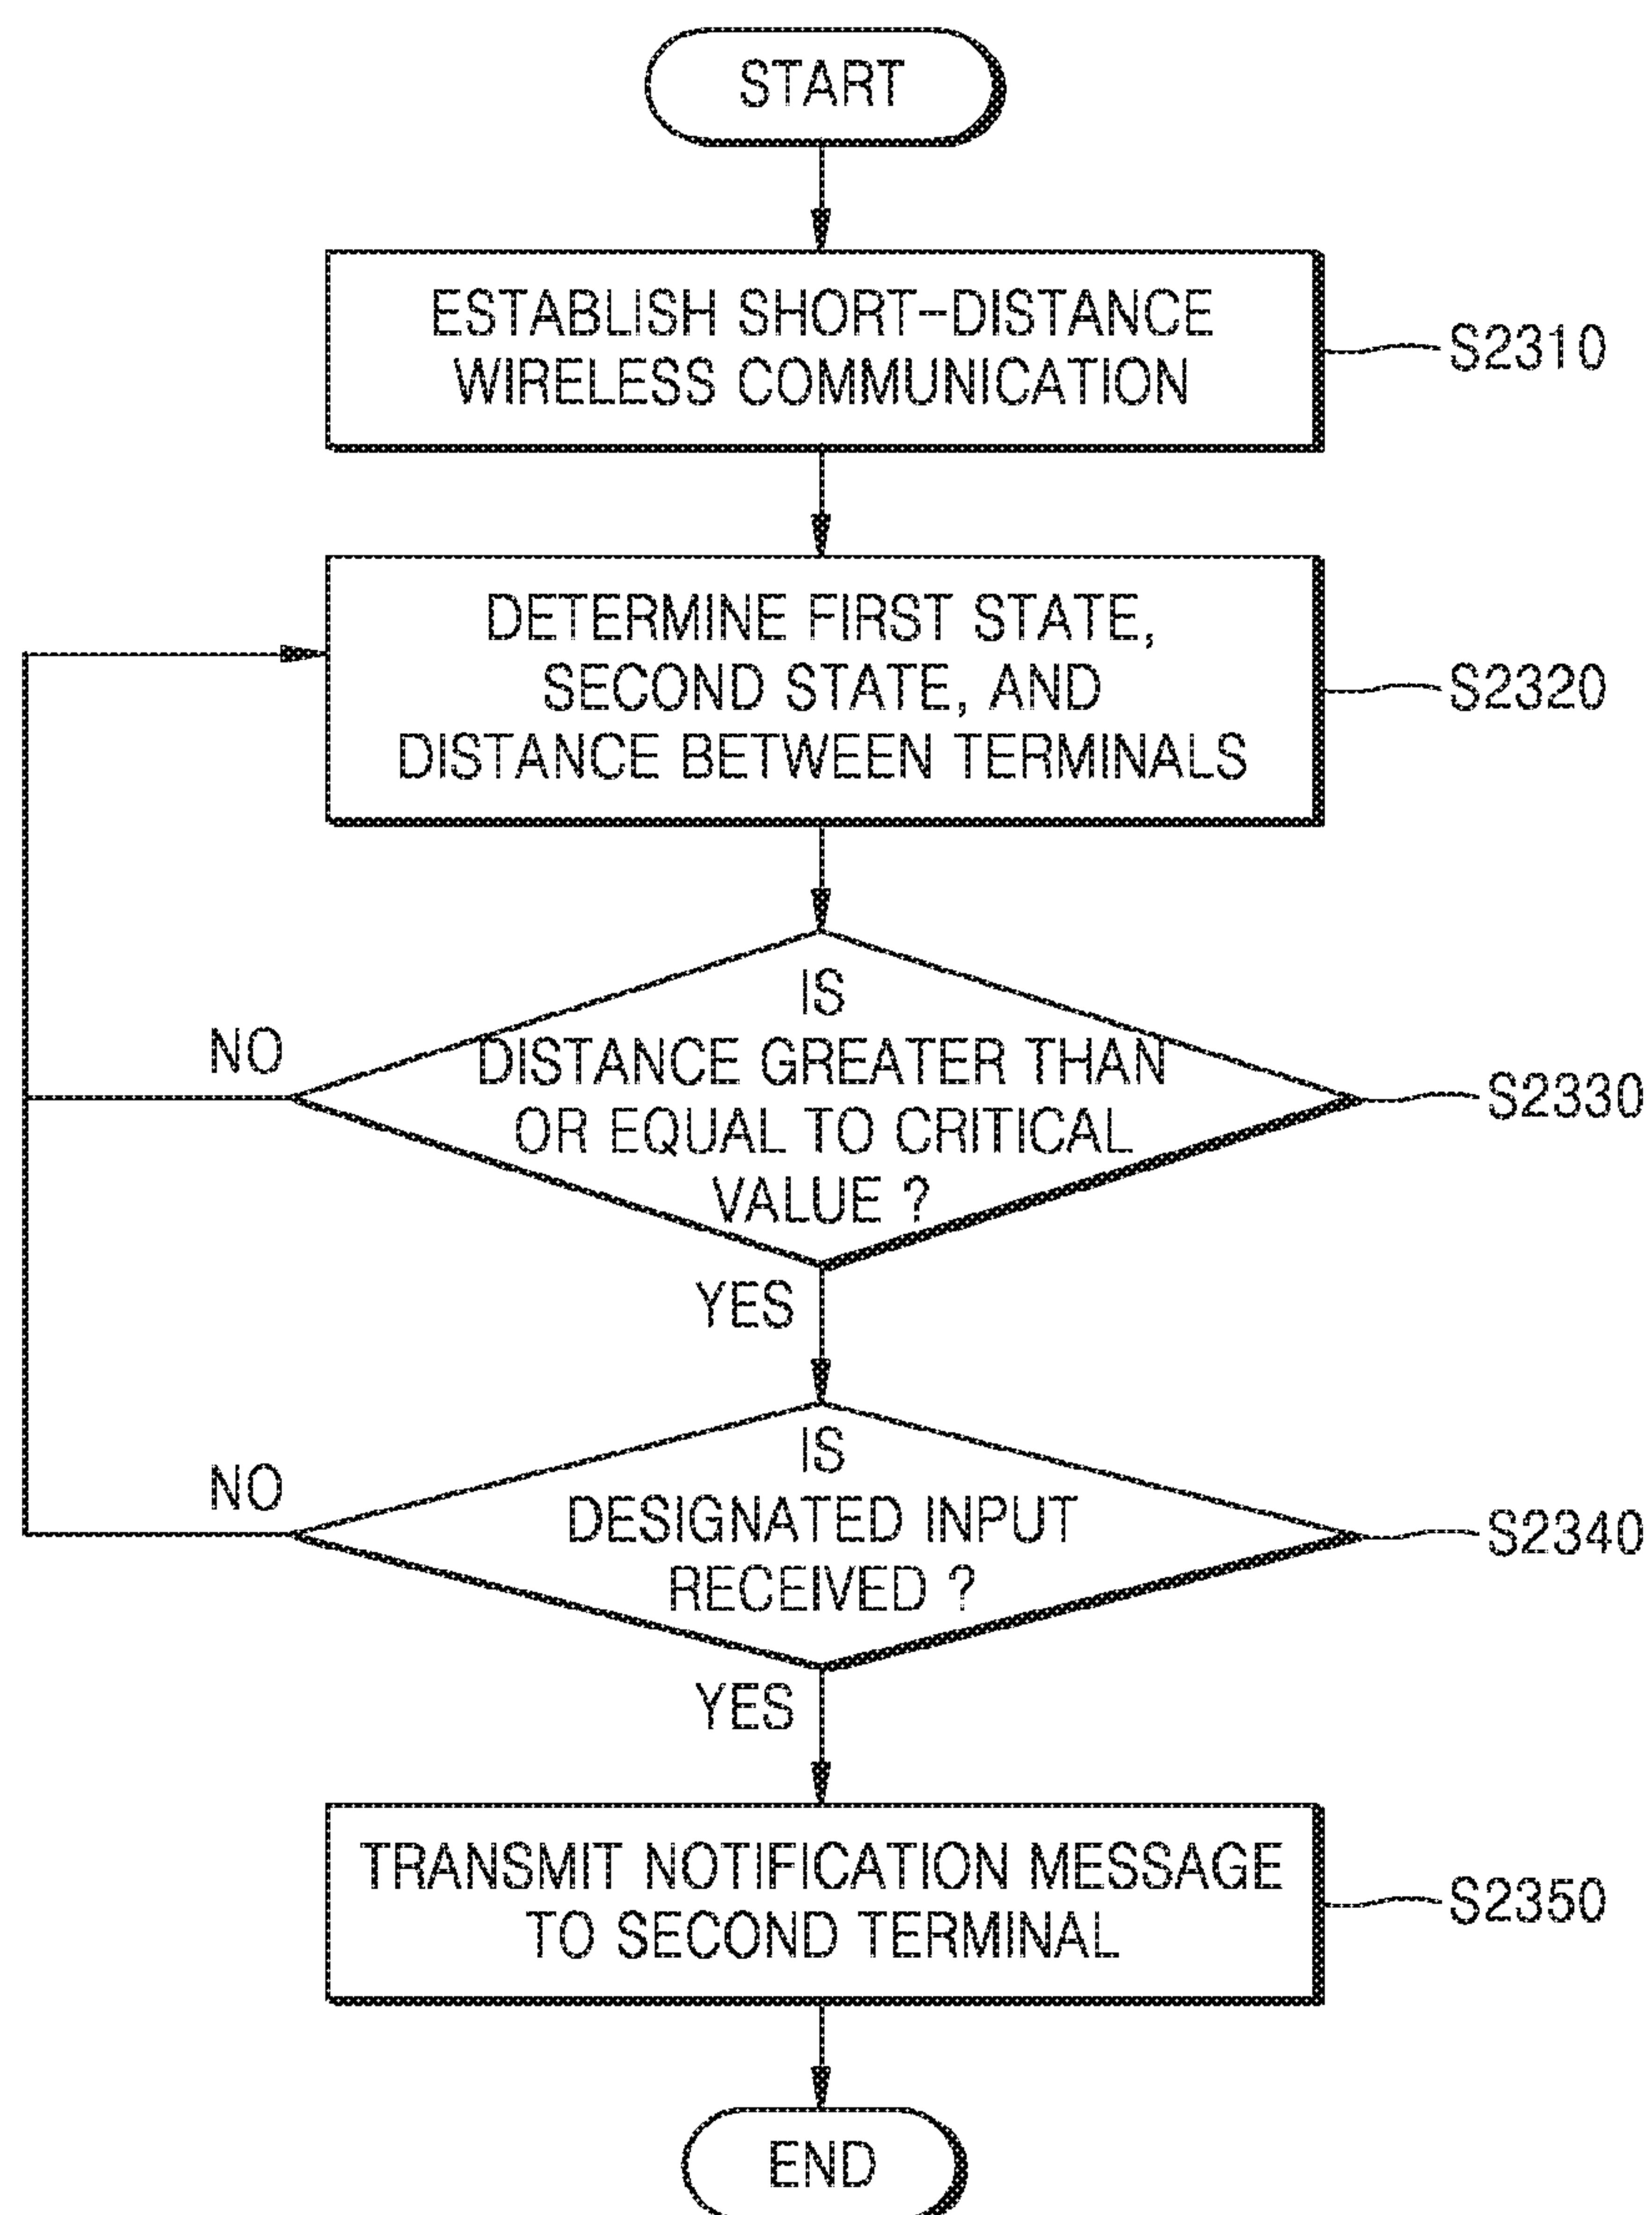 START
ESTABLISH SHORT-DISTANCE
WIRELESS COMMUNICATION
S2310
DETERMINE FIRST STATE,
SECOND STATE, AND
DISTANCE BETWEEN TERMINALS
S2320
IS
DISTANCE GREATER THAN
OR EQUAL TO CRITICAL
VALUE ?
NO
S2330
YES
IS
DESIGNATED INPUT
RECEIVED ?
NO
S2340
YES
TRANSMIT NOTIFICATION MESSAGE
TO SECOND TERMINAL
S2350
END